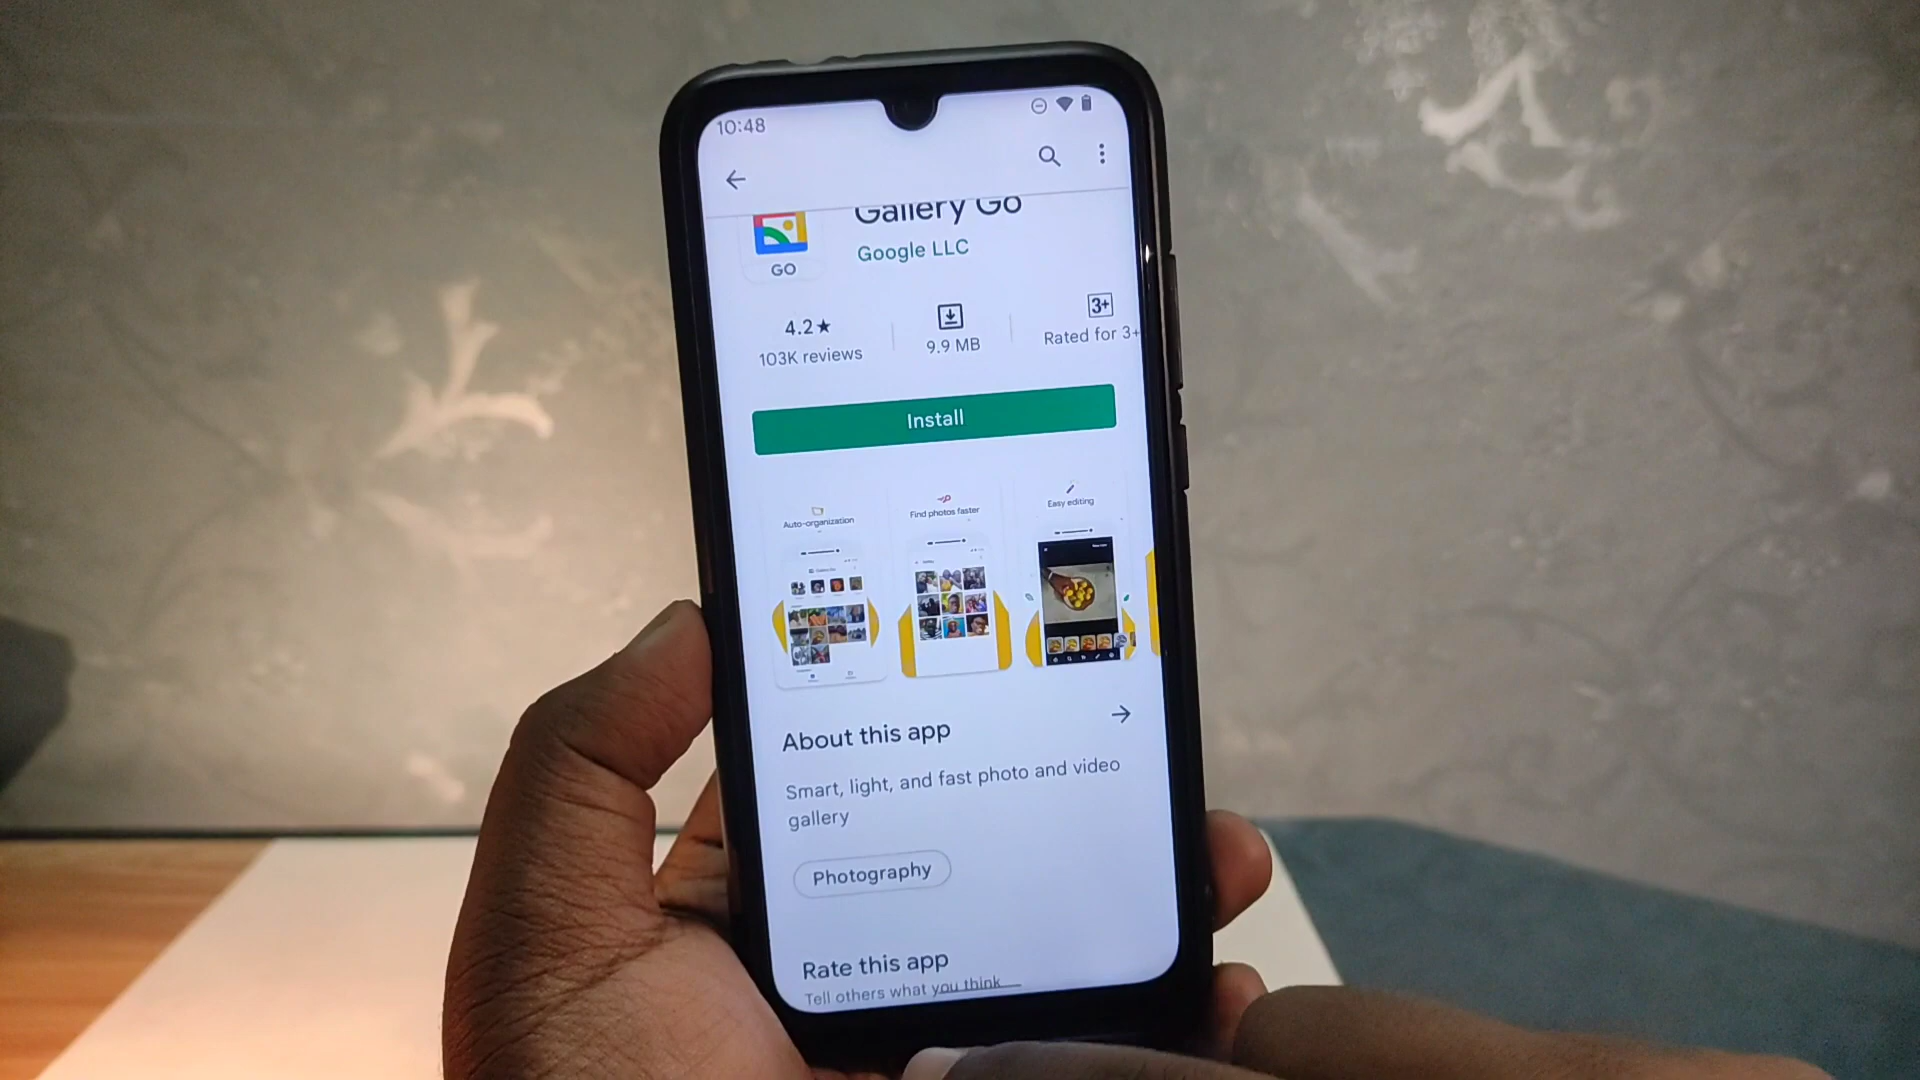 10:48
Gallery Go
GO
Google LLC
4.2★
103K reviews
9.9 MB
3+
Rated for 3+
Install
Auto-organization
Find photos faster
Easy editing
About this app
Smart, light, and fast photo and video
gallery
Photography
Rate this app
Tell others what you think